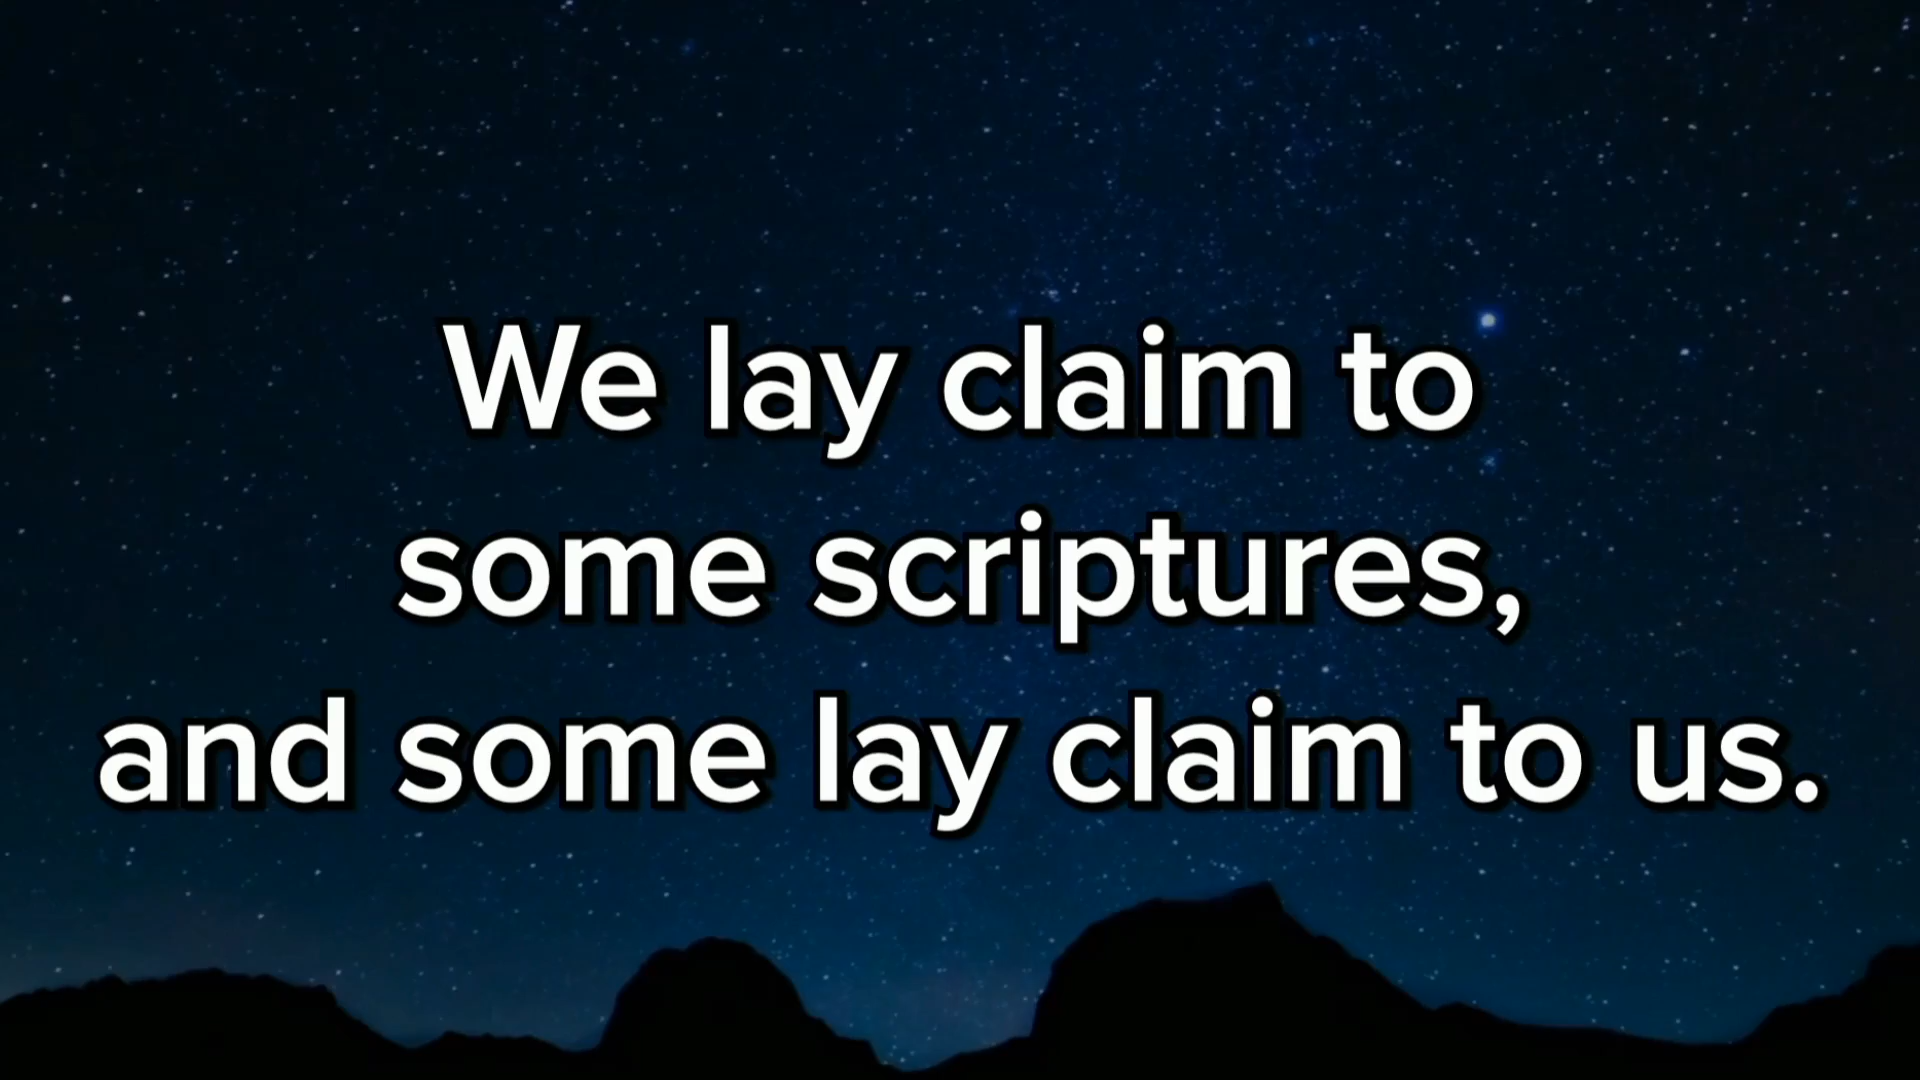 We lay claim to
some scriptures,
and some lay claim to us.